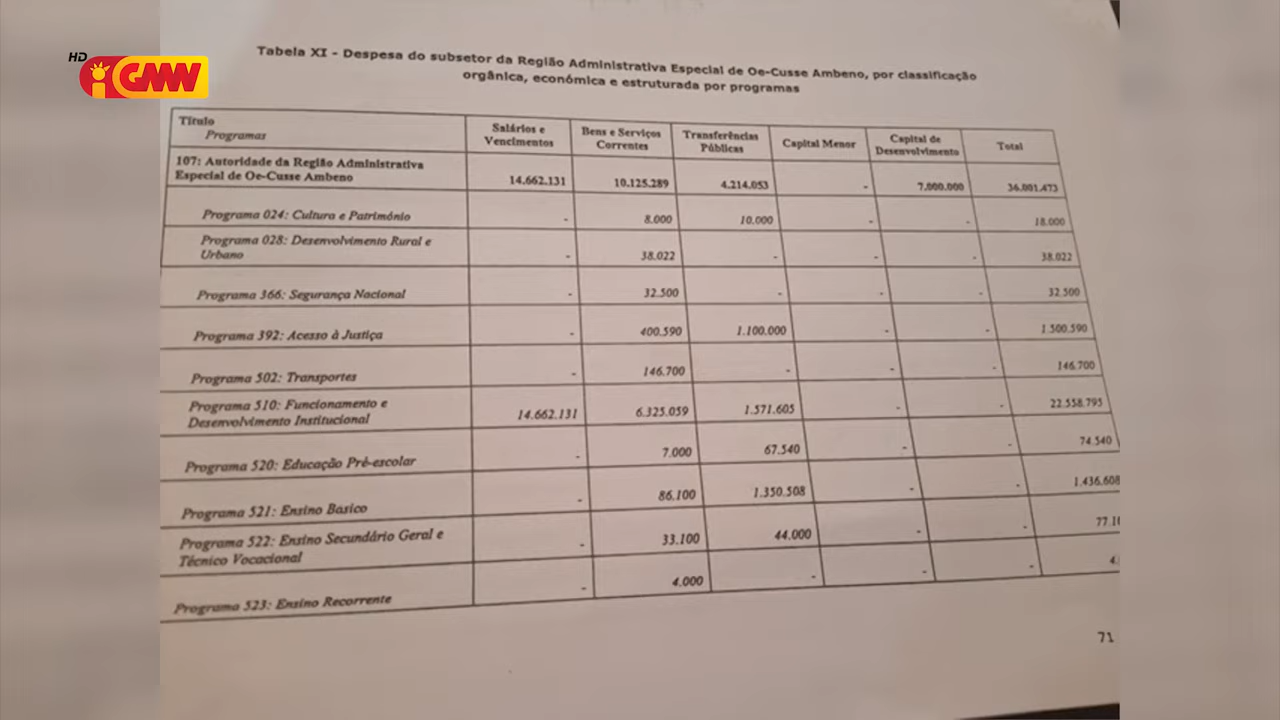 HD
GMN
Tabela XI - Despesa do subsetor da Região Administrativa Especial de Oe-Cusse Ambeno, por classificação
orgânica, económica e estruturada por programas
Título
Programas
Salários e
Vencimentos
Bens e Serviços
Correntes
Transferências
Públicas
Capital Menor
Capital de
Desenvolvimento
Total
107: Autoridade da Região Administrativa
Especial de Oe-Cusse Ambeno 14.662.131 10.125.289 4.214.053 - 7.000.000 36.001.473
Programa 024: Cultura e Património - 8.000 10.000 - - 18.000
Programa 028: Desenvolvimento Rural e
Urbano - 38.022 - - - 38.022
Programa 366: Segurança Nacional - 32.500 - - - 32.500
Programa 392: Acesso à Justiça - 400.590 1.100.000 - - 1.500.590
Programa 502: Transportes - 146.700 - - - 146.700
Programa 510: Funcionamento e
Desenvolvimento Institucional 14.662.131 6.325.059 1.571.605 - - 22.558.795
Programa 520: Educação Pré-escolar - 7.000 67.540 - - 74.540
Programa 521: Ensino Basico - 86.100 1.350.508 - - 1.436.608
Programa 522: Ensino Secundário Geral e
Técnico Vocacional - 33.100 44.000 - - 77.10
Programa 523: Ensino Recorrente - 4.000 - - - 4.
71